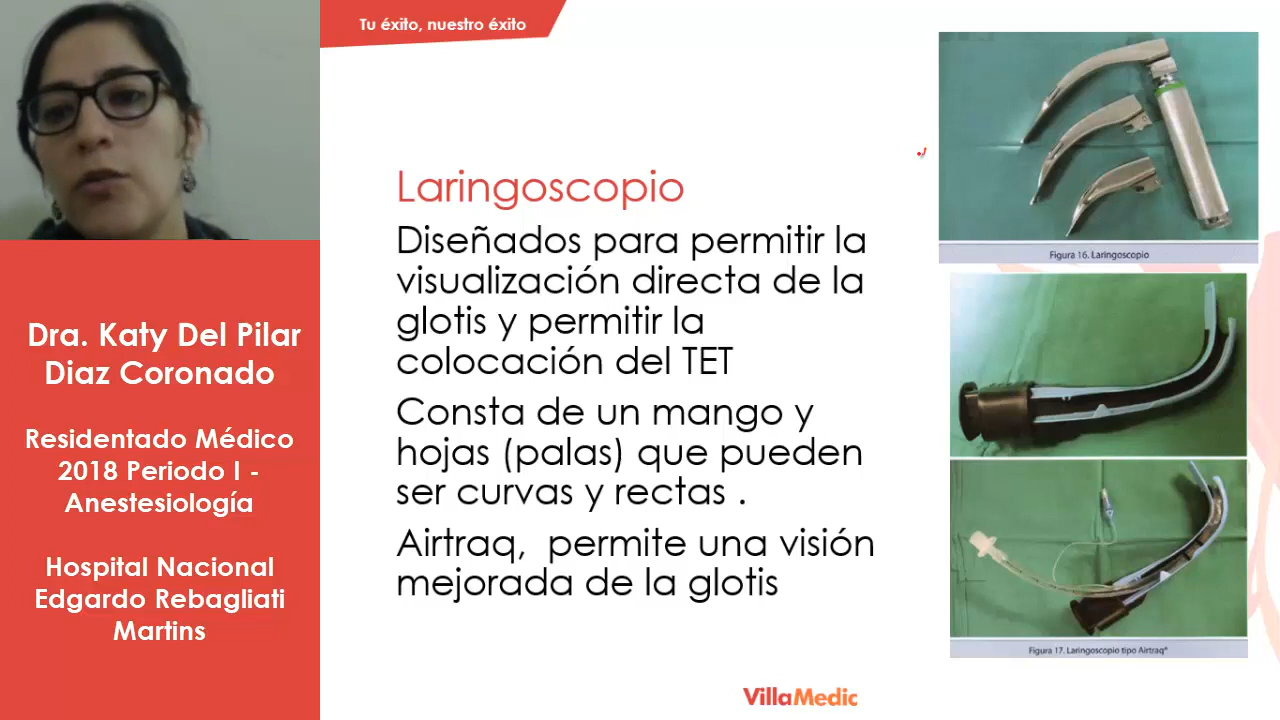 Tu éxito, nuestro éxito
Dra. Katy Del Pilar
Diaz Coronado
Residentado Médico
2018 Periodo I -
Anestesiología
Hospital Nacional
Edgardo Rebagliati
Martins
Laringoscopio
Diseñados para permitir la
visualización directa de la
glotis y permitir la
colocación del TET
Consta de un mango y
hojas (palas) que pueden
ser curvas y rectas .
Airtraq,  permite una visión
mejorada de la glotis
Figura 16. Laringoscopio
Figura 17. Laringoscopio tipo Airtraq®
VillaMedic